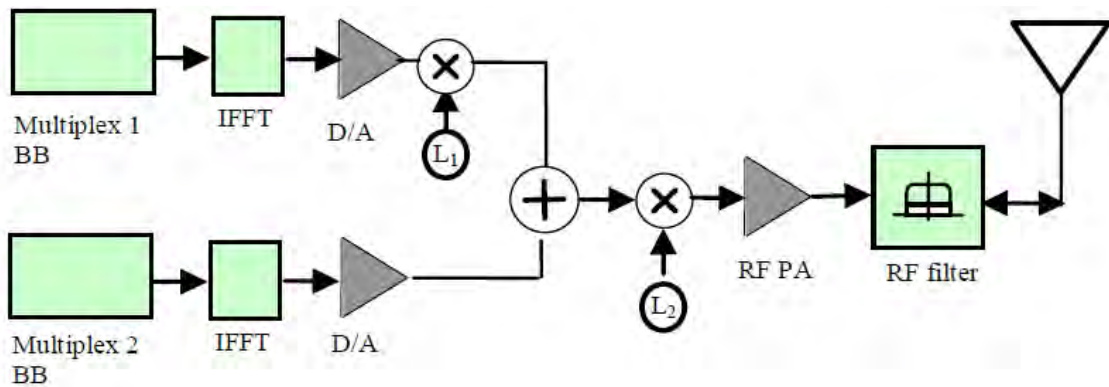 Multiplex 1
BB
IFFT
D/A
L1
Multiplex 2
BB
IFFT
D/A
L2
RF PA
RF filter